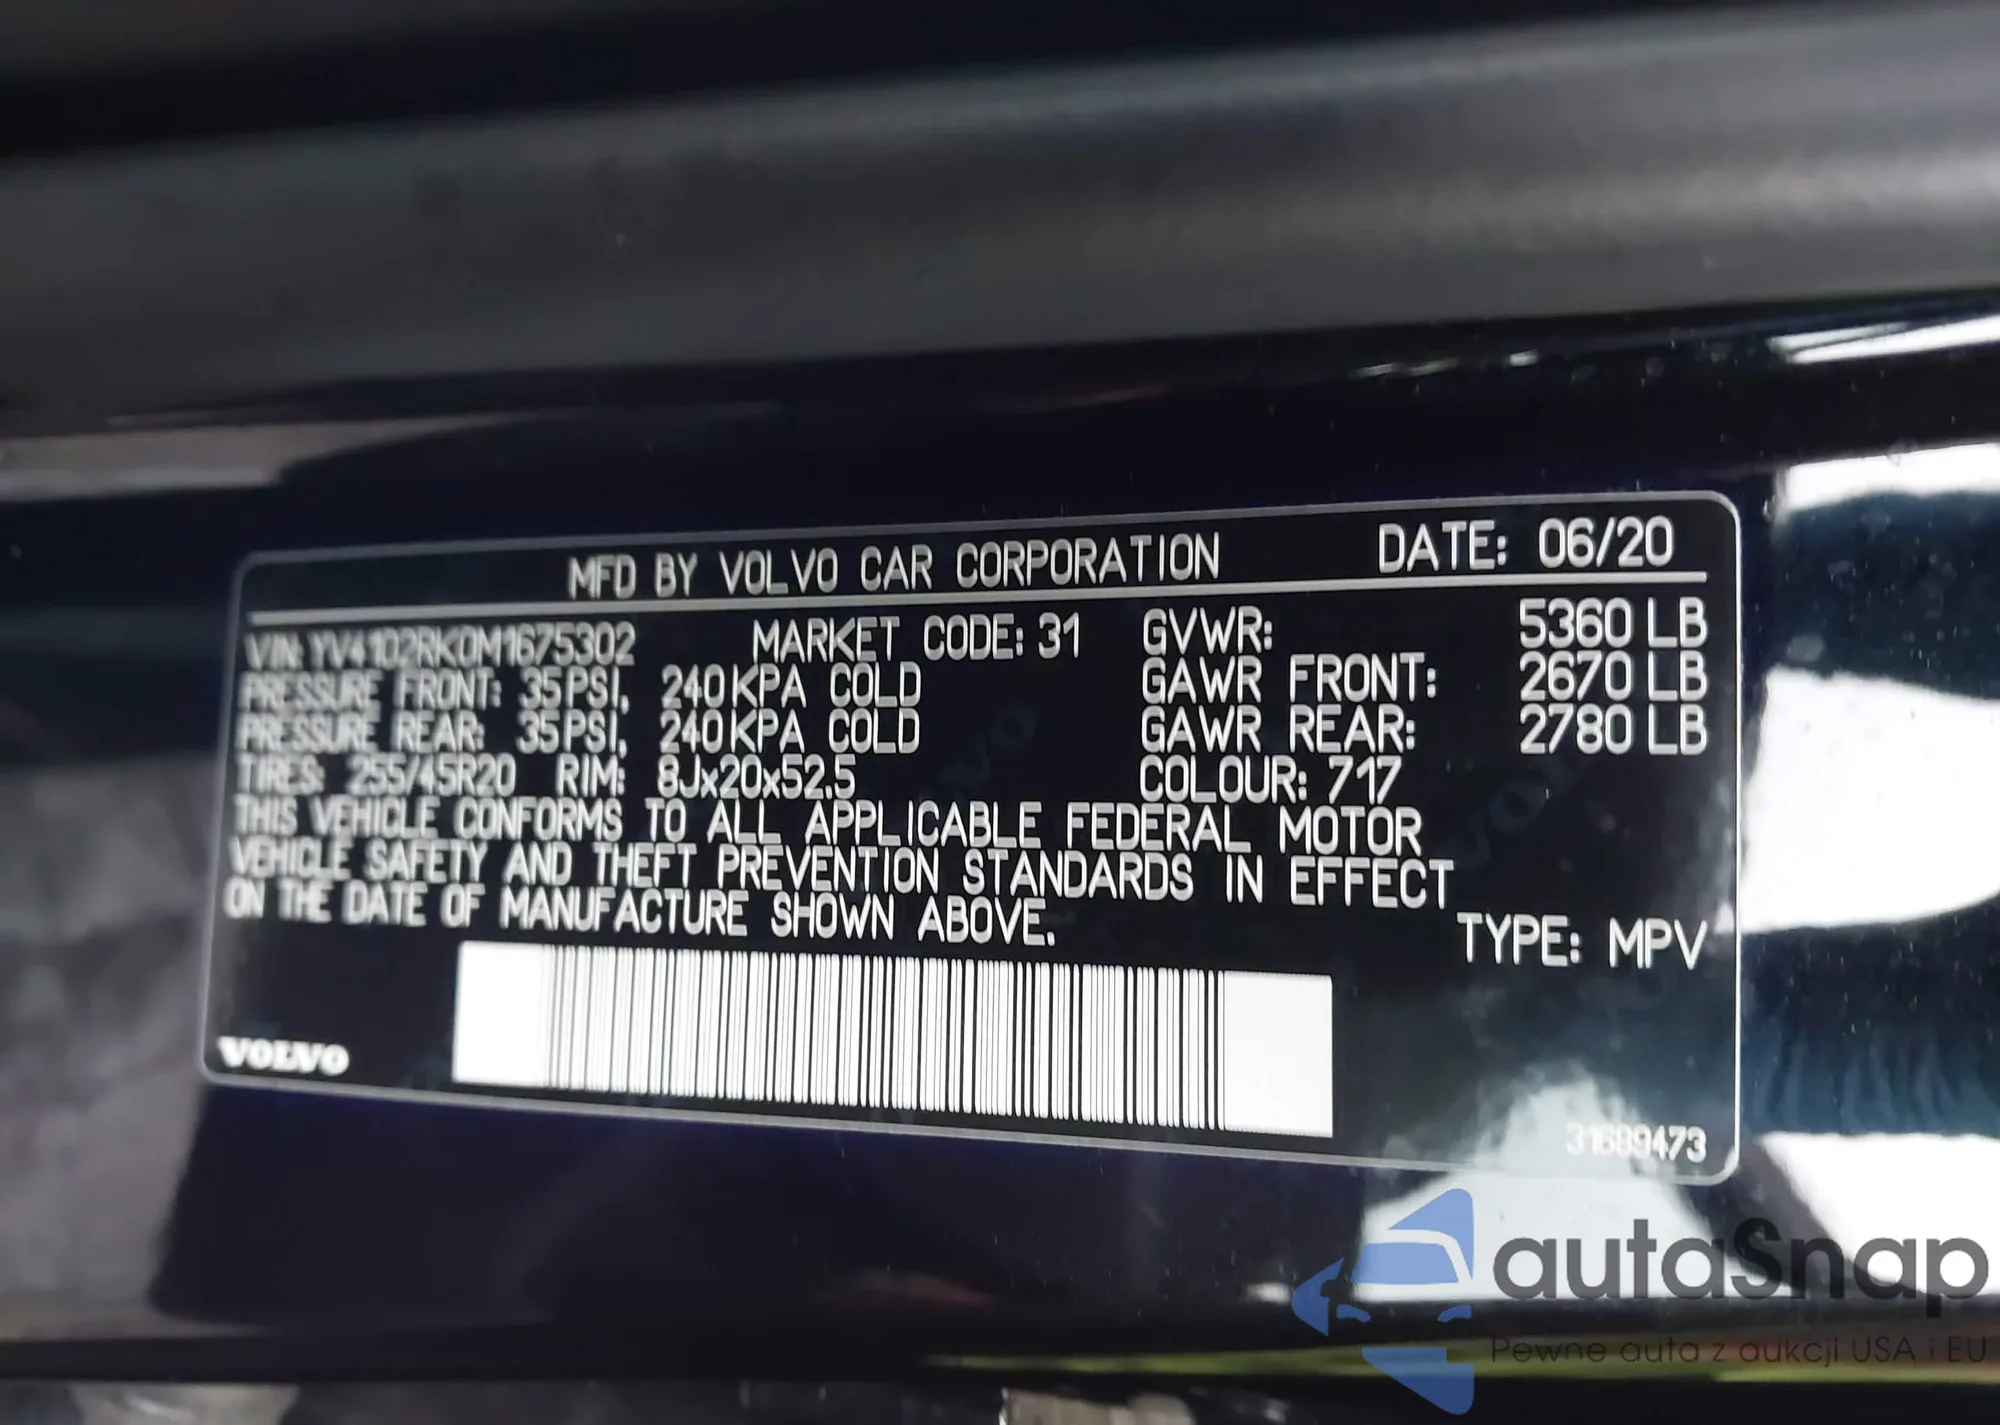 MFD BY VOLVO CAR CORPORATION DATE: 06/20
VIN: YV4102RK0M1675302 MARKET CODE: 31 GVWR: 5360 LB
PRESSURE FRONT: 35 PSI, 240 KPA COLD GAWR FRONT: 2670 LB
PRESSURE REAR: 35 PSI, 240 KPA COLD GAWR REAR: 2780 LB
TIRES: 255/45R20 RIM: 8Jx20x52.5 COLOUR: 717
THIS VEHICLE CONFORMS TO ALL APPLICABLE FEDERAL MOTOR
VEHICLE SAFETY AND THEFT PREVENTION STANDARDS IN EFFECT
ON THE DATE OF MANUFACTURE SHOWN ABOVE.
TYPE: MPV
VOLVO
31689473
autaSnap
Pewne auta z aukcji USA i EU